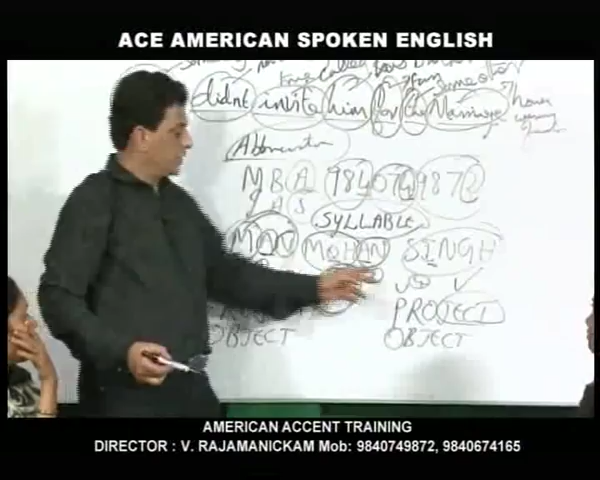 ACE AMERICAN SPOKEN ENGLISH
didnt invite him for the Marriage
Abbreviation
MBA 9840749872
IAS
SYLLABLE
MAN MOHAN SINGH
PROJECT
OBJECT OBJECT
AMERICAN ACCENT TRAINING
DIRECTOR : V. RAJAMANICKAM Mob: 9840749872, 9840674165